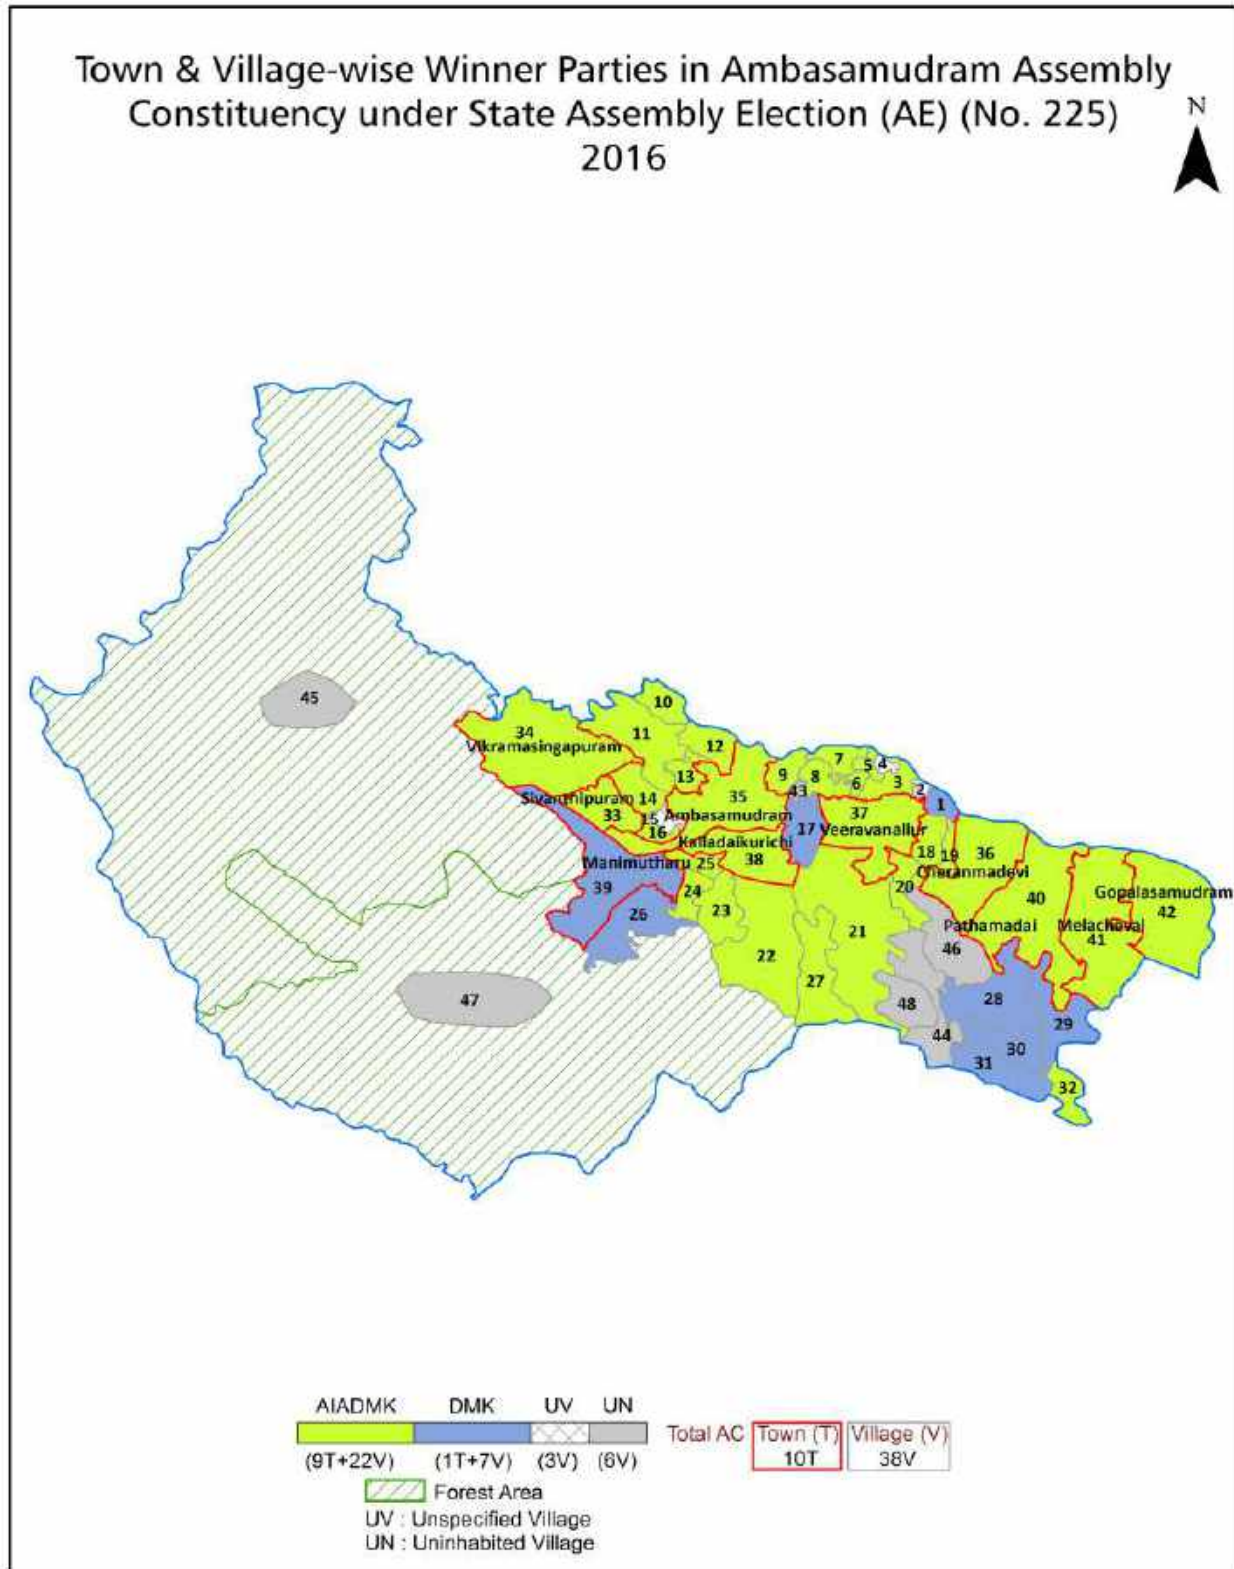 Town & Village-wise Winner Parties in Ambasamudram Assembly
Constituency under State Assembly Election (AE) (No. 225)
2016
N
45
34
Vikramasingapuram
10
11
12
13
7
5
4
9
8
6
3
2
43
1
Sivanthipuram
14
33
15
16
35
Ambasamudram
17
37
Veeravanallur
Kalladaikurichi
38
18
19
36
Cheranmadevi
Manimutharu
25
39
24
26
23
22
27
21
20
40
Pathamadai
Melachoval
41
Gopalasamudram
42
46
47
48
44
28
29
30
31
32
AIADMK DMK UV UN
(9T+22V) (1T+7V) (3V) (6V)
Total AC Town (T) Village (V)
10T 38V
Forest Area
UV : Unspecified Village
UN : Uninhabited Village